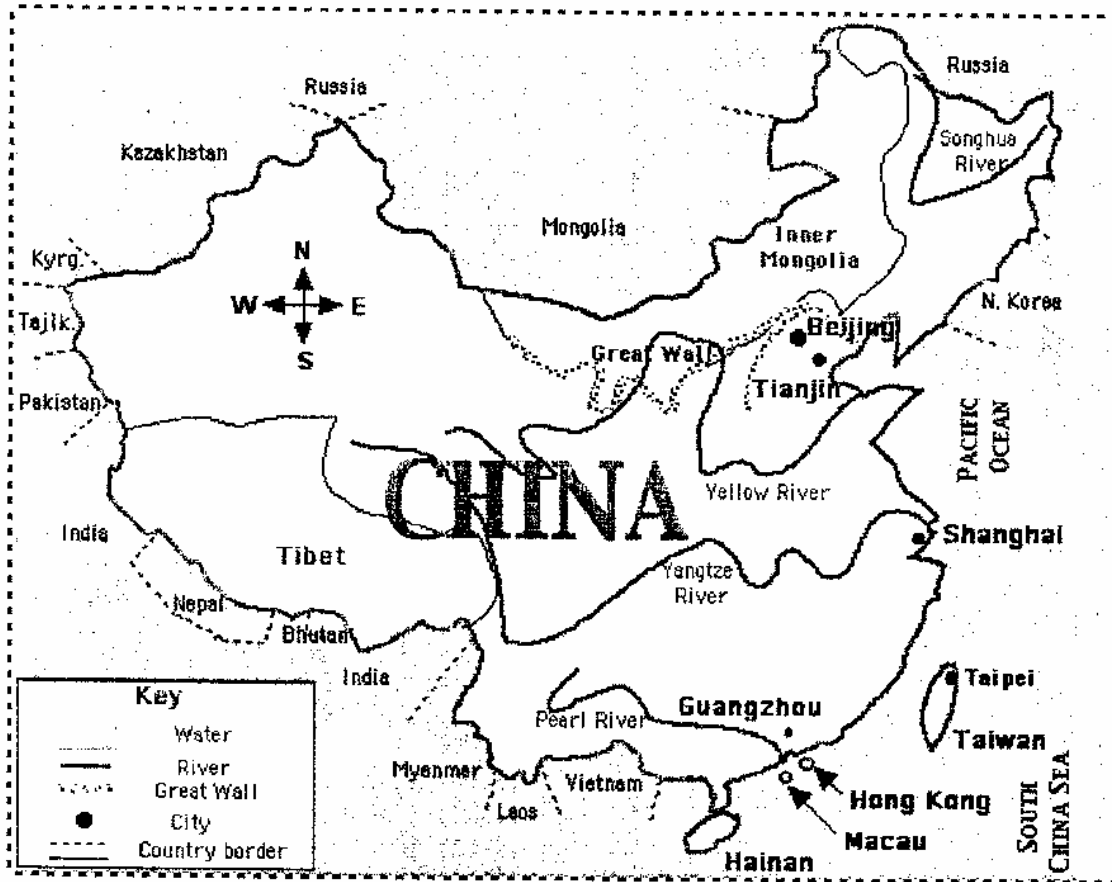 Russia
Russia
Kazakhstan
Songhua
River
Mongolia
Inner
Mongolia
Kyrg.
N
W
E
S
Tajik.
N. Korea
Beijing
Great Wall
Tianjin
Pakistan
PACIFIC
OCEAN
CHINA
Yellow River
India
Shanghai
Tibet
Yangtze
River
Nepal
Bhutan
India
Taipei
Key
Guangzhou
Pearl River
Water
River
Great Wall
City
Country border
Taiwan
Myanmar
Vietnam
Laos
Hong Kong
Macau
Hainan
SOUTH
CHINA SEA